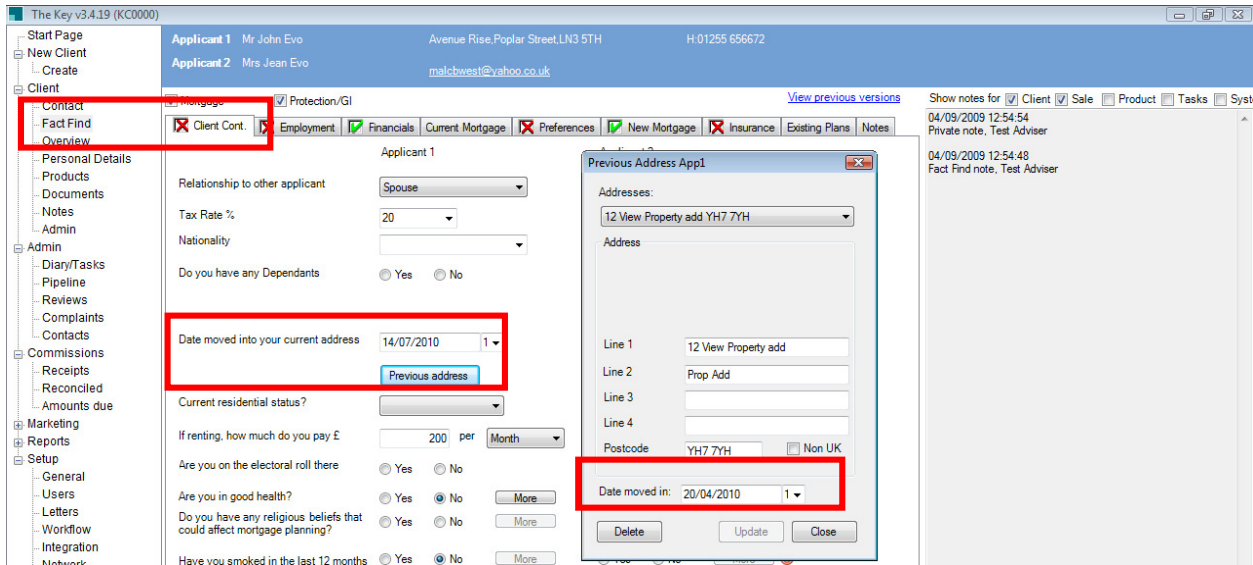 The Key v3.4.19 (KC0000)
Start Page
New Client
Create
Client
Contact
Fact Find
Overview
Personal Details
Products
Documents
Notes
Admin
Admin
Diary/Tasks
Pipeline
Reviews
Complaints
Contacts
Commissions
Receipts
Reconciled
Amounts due
Marketing
Reports
Setup
General
Users
Letters
Workflow
Integration
Network
Applicant 1 Mr John Evo Avenue Rise,Poplar Street,LN3 5TH H:01255 656672
Applicant 2 Mrs Jean Evo malcbwest@yahoo.co.uk
Mortgage Protection/GI View previous versions
Client Cont. Employment Financials Current Mortgage Preferences New Mortgage Insurance Existing Plans Notes
Applicant 1
Relationship to other applicant Spouse
Tax Rate % 20
Nationality
Do you have any Dependants Yes No
Date moved into your current address 14/07/2010 1
Previous address
Current residential status?
If renting, how much do you pay £ 200 per Month
Are you on the electoral roll there Yes No
Are you in good health? Yes No More
Do you have any religious beliefs that
could affect mortgage planning? Yes No More
Have you smoked in the last 12 months Yes No More
Previous Address App1
Addresses:
12 View Property add YH7 7YH
Address
Line 1 12 View Property add
Line 2 Prop Add
Line 3
Line 4
Postcode YH7 7YH Non UK
Date moved in: 20/04/2010 1
Delete Update Close
Show notes for Client Sale Product Tasks Syst
04/09/2009 12:54:54
Private note, Test Adviser
04/09/2009 12:54:48
Fact Find note, Test Adviser